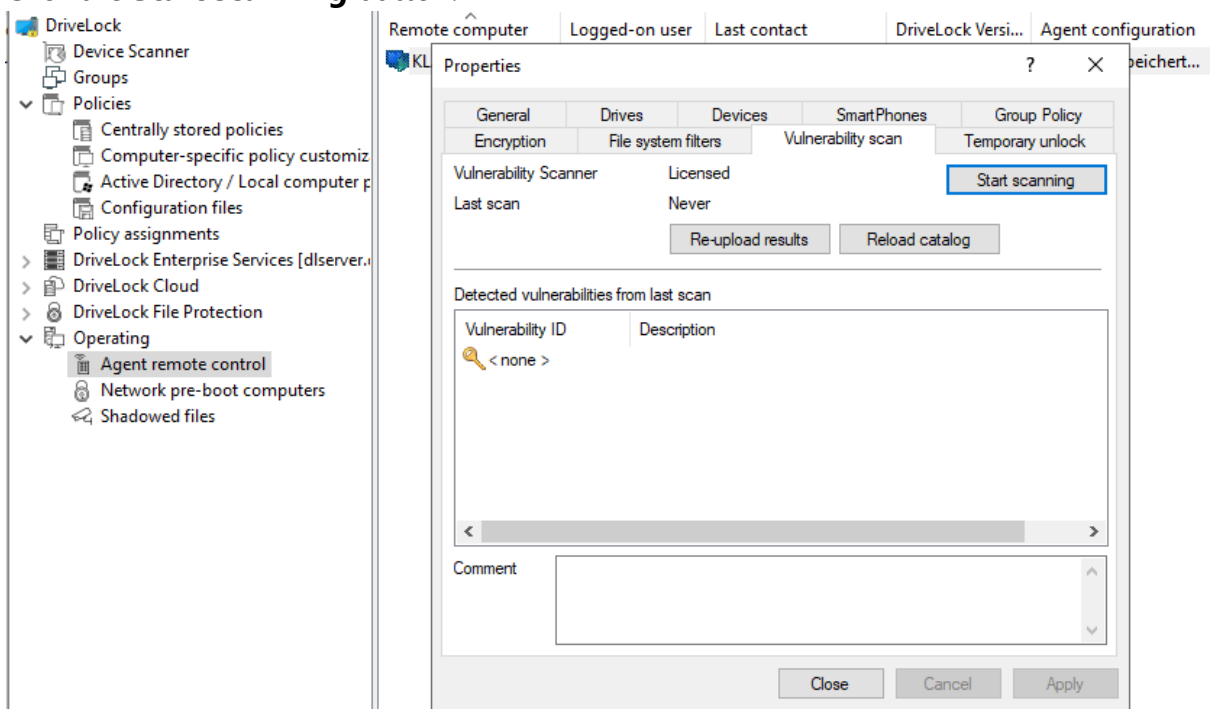 DriveLock
Device Scanner
Groups
Policies
Centrally stored policies
Computer-specific policy customiz
Active Directory / Local computer p
Configuration files
Policy assignments
DriveLock Enterprise Services [dlserver.
DriveLock Cloud
DriveLock File Protection
Operating
Agent remote control
Network pre-boot computers
Shadowed files
Remote computer Logged-on user Last contact DriveLock Versi... Agent configuration
KL
peichert...
Properties ? X
General Drives Devices SmartPhones Group Policy
Encryption File system filters Vulnerability scan Temporary unlock
Vulnerability Scanner Licensed Start scanning
Last scan Never
Re-upload results Reload catalog
Detected vulnerabilities from last scan
Vulnerability ID Description
< none >
Comment
Close Cancel Apply